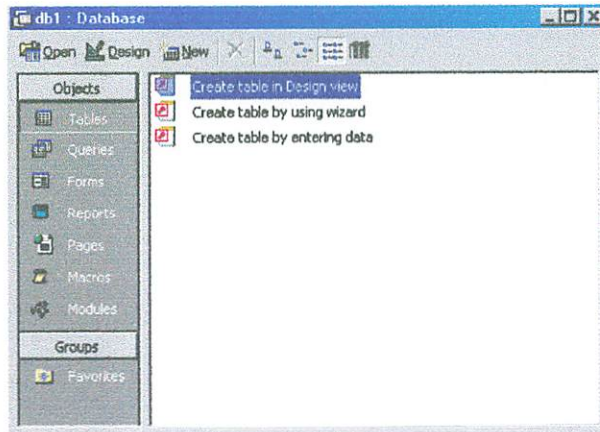 db1 : Database
Open Design New
Objects
Tables
Queries
Forms
Reports
Pages
Macros
Modules
Groups
Favorites
Create table in Design view
Create table by using wizard
Create table by entering data